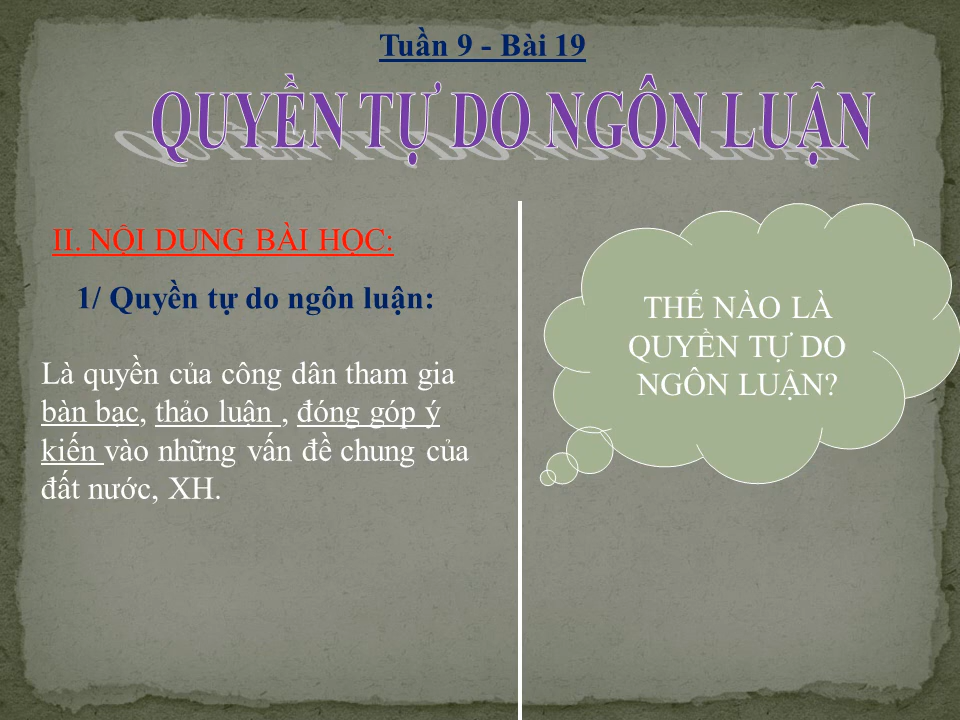 Tuần 9 - Bài 19
QUYỀN TỰ DO NGÔN LUẬN
II. NỘI DUNG BÀI HỌC:
1/ Quyền tự do ngôn luận:
Là quyền của công dân tham gia
bàn bạc, thảo luận , đóng góp ý
kiến vào những vấn đề chung của
đất nước, XH.
THẾ NÀO LÀ
QUYỀN TỰ DO
NGÔN LUẬN?